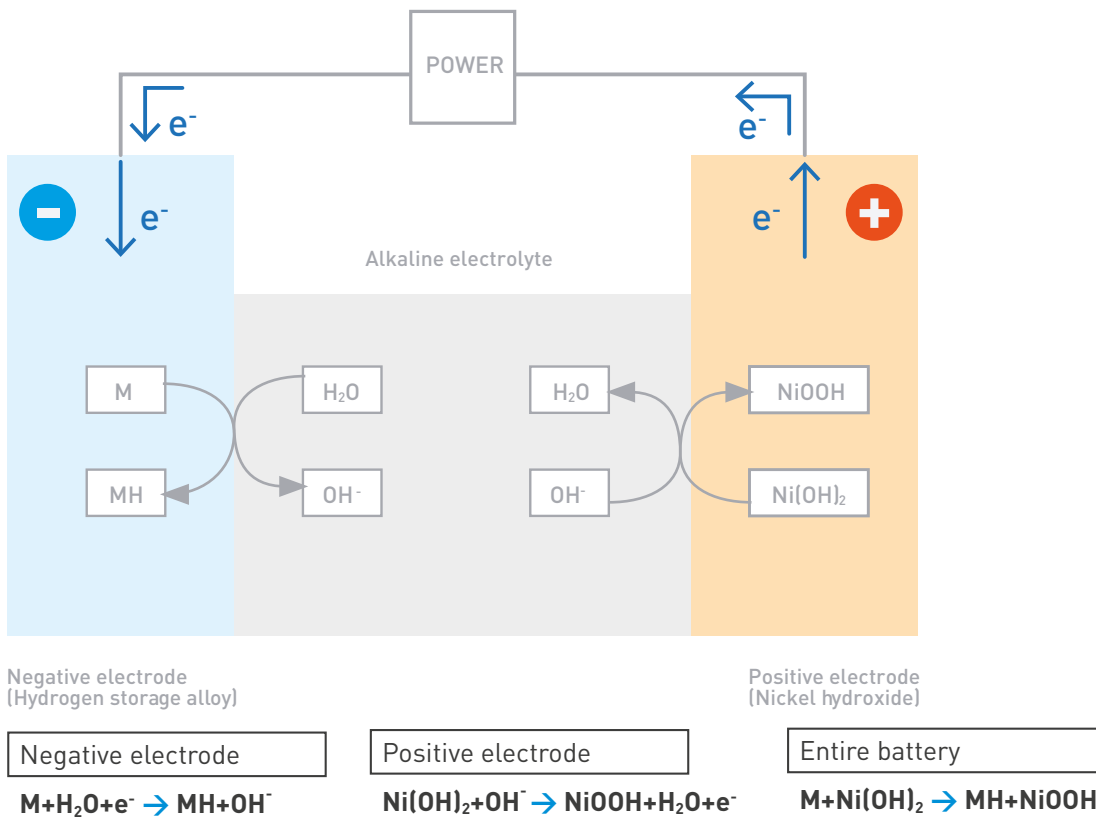 POWER
e⁻
e⁻
e⁻
e⁻
Alkaline electrolyte
M
H₂O
H₂O
NiOOH
MH
OH⁻
OH⁻
Ni(OH)₂
Negative electrode
(Hydrogen storage alloy)
Positive electrode
(Nickel hydroxide)
Negative electrode
M+H₂O+e⁻ → MH+OH⁻
Positive electrode
Ni(OH)₂+OH⁻ → NiOOH+H₂O+e⁻
Entire battery
M+Ni(OH)₂ → MH+NiOOH